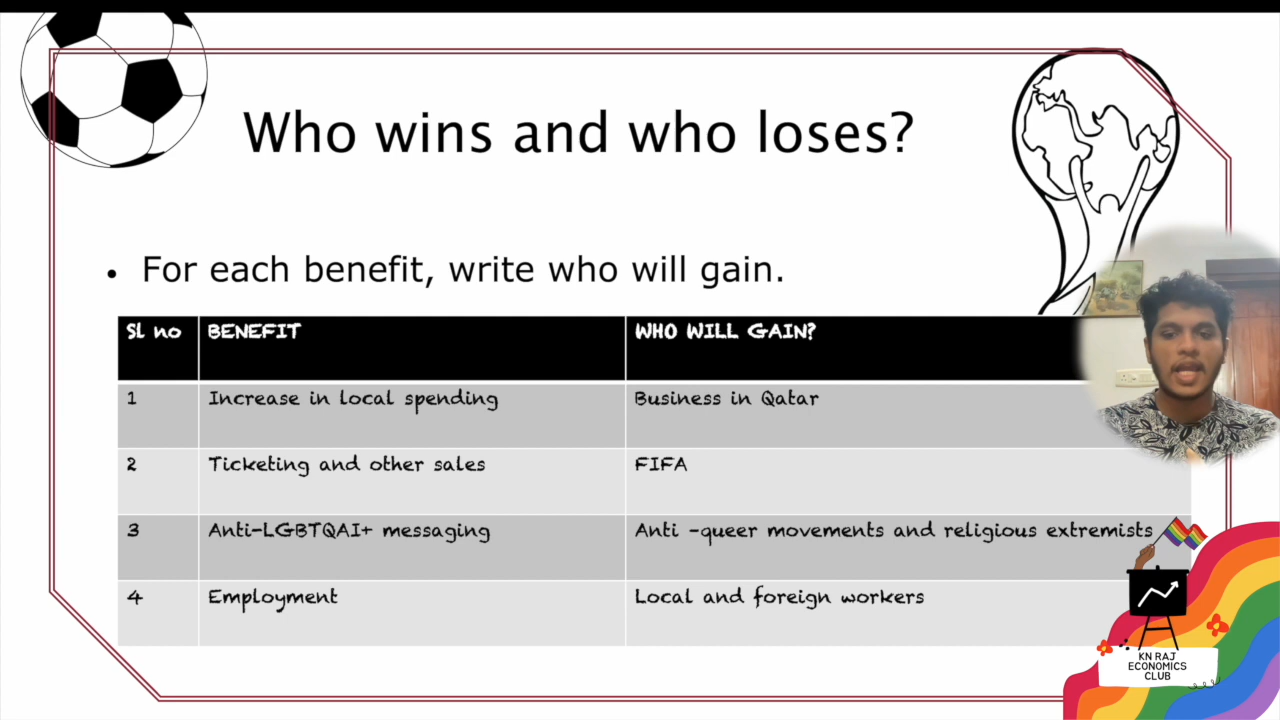 Who wins and who loses?
• For each benefit, write who will gain.
Sl no BENEFIT WHO WILL GAIN?
1 Increase in local spending Business in Qatar
2 Ticketing and other sales FIFA
3 Anti-LGBTQAI+ messaging Anti -queer movements and religious extremists
4 Employment Local and foreign workers
KN RAJ
ECONOMICS
CLUB